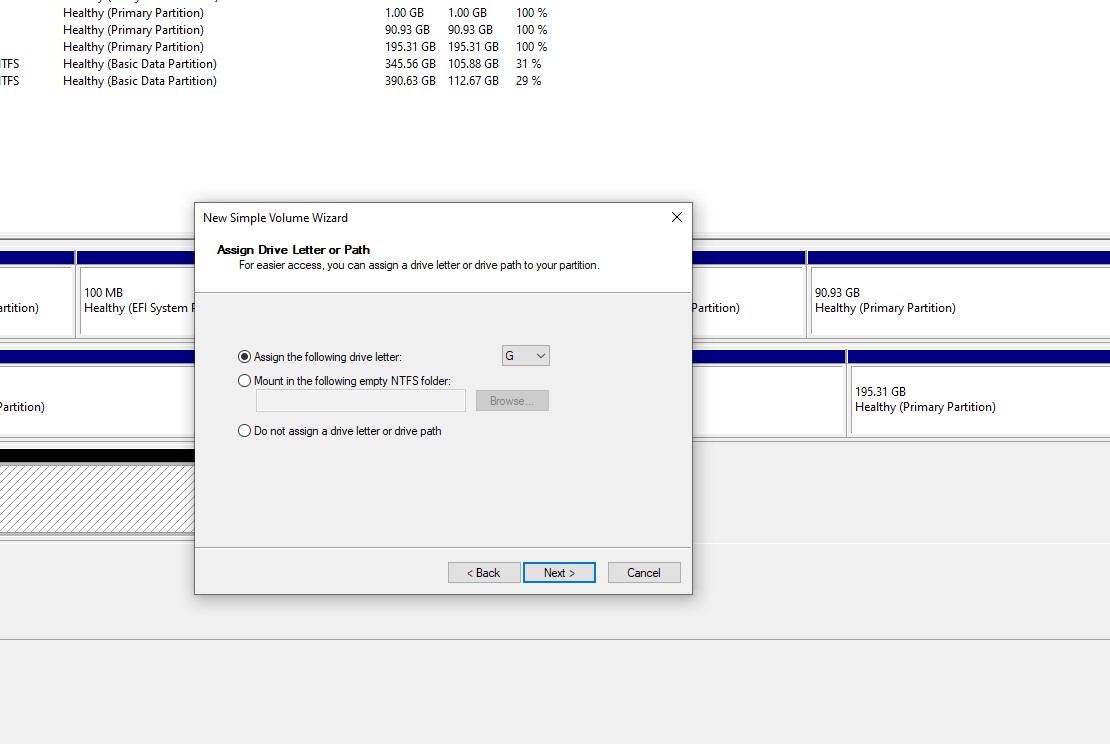 Healthy (Primary Partition) 1.00 GB 1.00 GB 100 %
Healthy (Primary Partition) 90.93 GB 90.93 GB 100 %
Healthy (Primary Partition) 195.31 GB 195.31 GB 100 %
TFS Healthy (Basic Data Partition) 345.56 GB 105.88 GB 31 %
TFS Healthy (Basic Data Partition) 390.63 GB 112.67 GB 29 %
New Simple Volume Wizard
Assign Drive Letter or Path
For easier access, you can assign a drive letter or drive path to your partition.
100 MB
artition) Healthy (EFI System Partition) 
90.93 GB
Healthy (Primary Partition)
Assign the following drive letter: G
Mount in the following empty NTFS folder:
Browse...
195.31 GB
Partition) Healthy (Primary Partition)
Do not assign a drive letter or drive path
< Back Next > Cancel